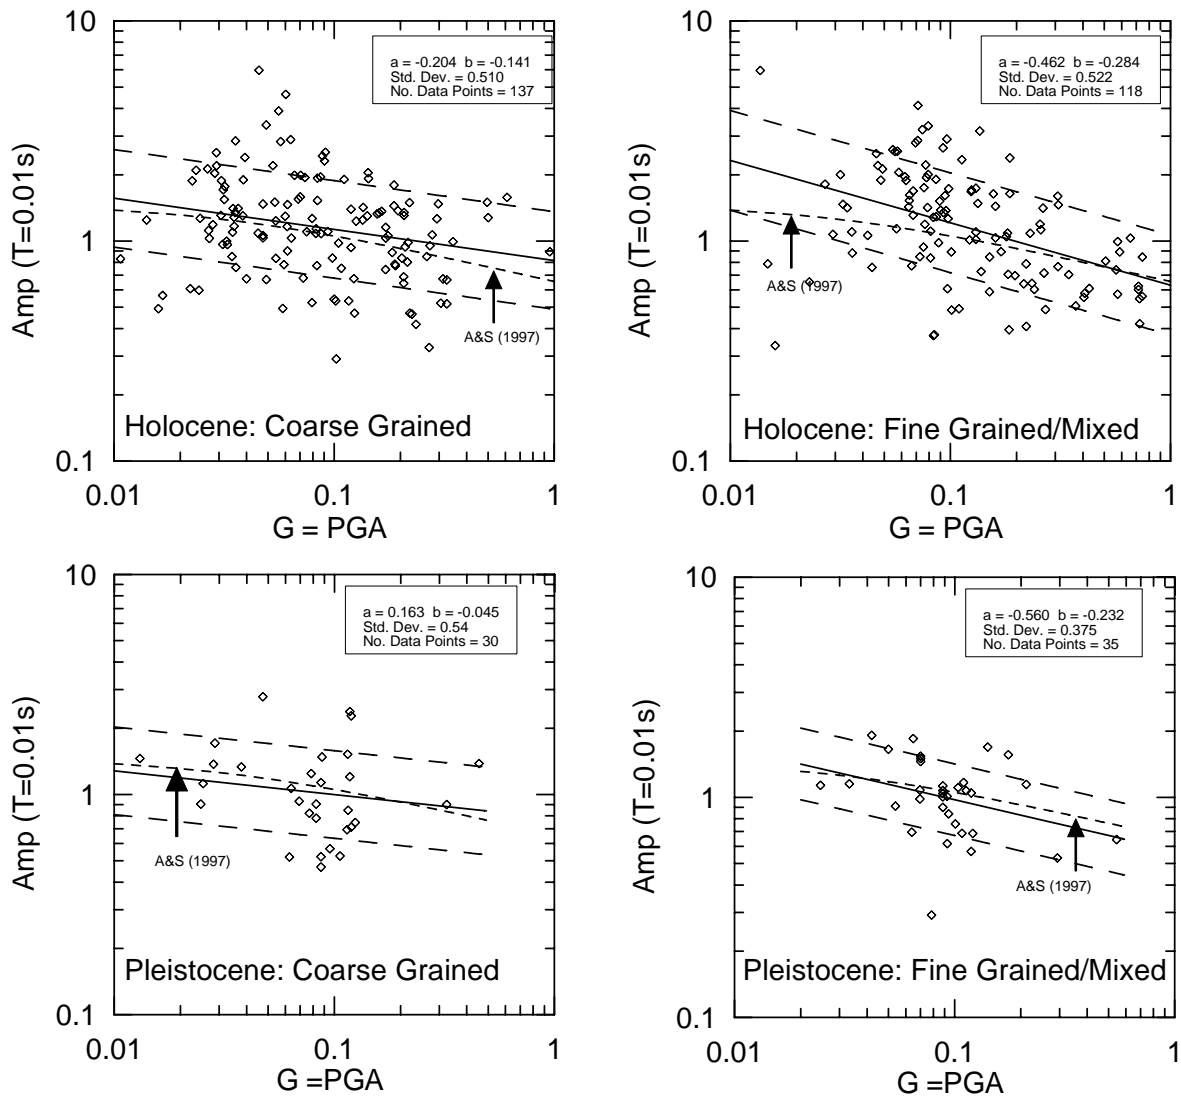 10
a = -0.204 b = -0.141
Std. Dev. = 0.510
No. Data Points = 137
Amp (T=0.01s)
1
A&S (1997)
Holocene: Coarse Grained
0.1
0.01
0.1
1
G = PGA
10
a = -0.462 b = -0.284
Std. Dev. = 0.522
No. Data Points = 118
Amp (T=0.01s)
1
A&S (1997)
Holocene: Fine Grained/Mixed
0.1
0.01
0.1
1
G = PGA
10
a = 0.163 b = -0.045
Std. Dev. = 0.54
No. Data Points = 30
Amp (T=0.01s)
1
A&S (1997)
Pleistocene: Coarse Grained
0.1
0.01
0.1
1
G =PGA
10
a = -0.560 b = -0.232
Std. Dev. = 0.375
No. Data Points = 35
Amp (T=0.01s)
1
A&S (1997)
Pleistocene: Fine Grained/Mixed
0.1
0.01
0.1
1
G =PGA